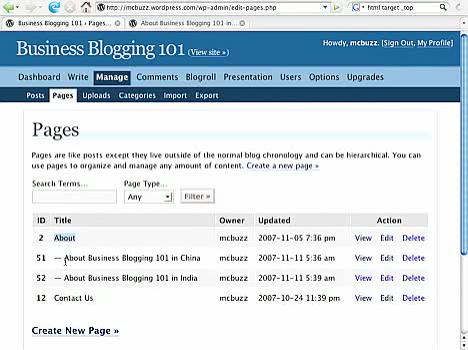 http://mcbuzz.wordpress.com/wp-admin/edit-pages.php
html target _top
Business Blogging 101 › Pages...
About Business Blogging 101 in ...
Business Blogging 101 (View site »)
Howdy, mcbuzz. [Sign Out, My Profile]
Dashboard Write Manage Comments Blogroll Presentation Users Options Upgrades
Posts Pages Uploads Categories Import Export
Pages
Pages are like posts except they live outside of the normal blog chronology and can be hierarchical. You can
use pages to organize and manage any amount of content. Create a new page »
Search Terms... Page Type...
Any Filter »
ID Title Owner Updated Action
2 About mcbuzz 2007-11-05 7:36 pm View Edit Delete
51 — About Business Blogging 101 in China mcbuzz 2007-11-11 5:36 am View Edit Delete
52 — About Business Blogging 101 in India mcbuzz 2007-11-11 5:39 am View Edit Delete
12 Contact Us mcbuzz 2007-10-24 11:39 pm View Edit Delete
Create New Page »